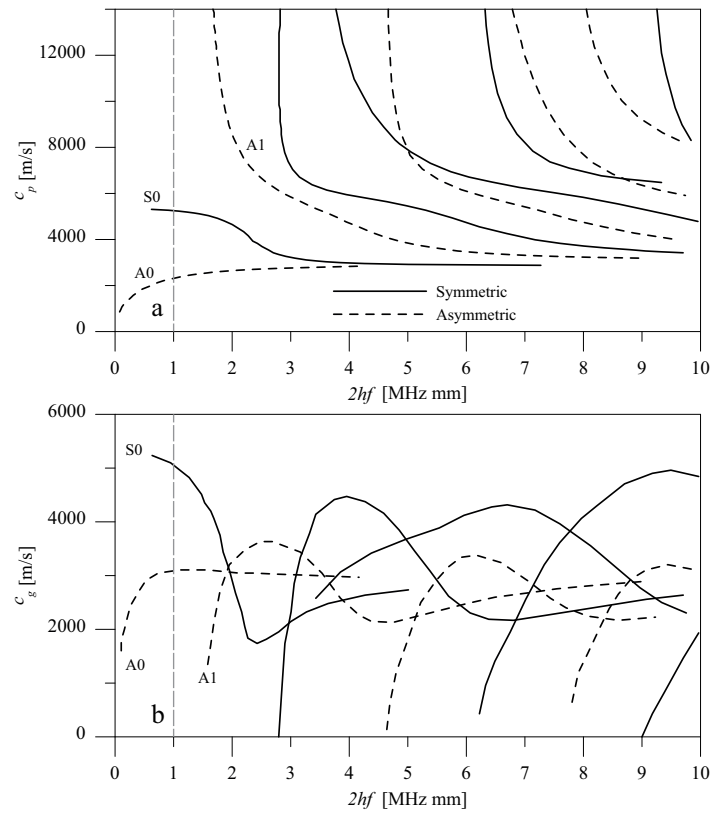 12000
8000
4000
0
c_p [m/s]
A1
S0
A0
a
Symmetric
Asymmetric
0 1 2 3 4 5 6 7 8 9 10
2hf [MHz mm]
6000
4000
2000
0
c_g [m/s]
S0
A0
A1
b
0 1 2 3 4 5 6 7 8 9 10
2hf [MHz mm]